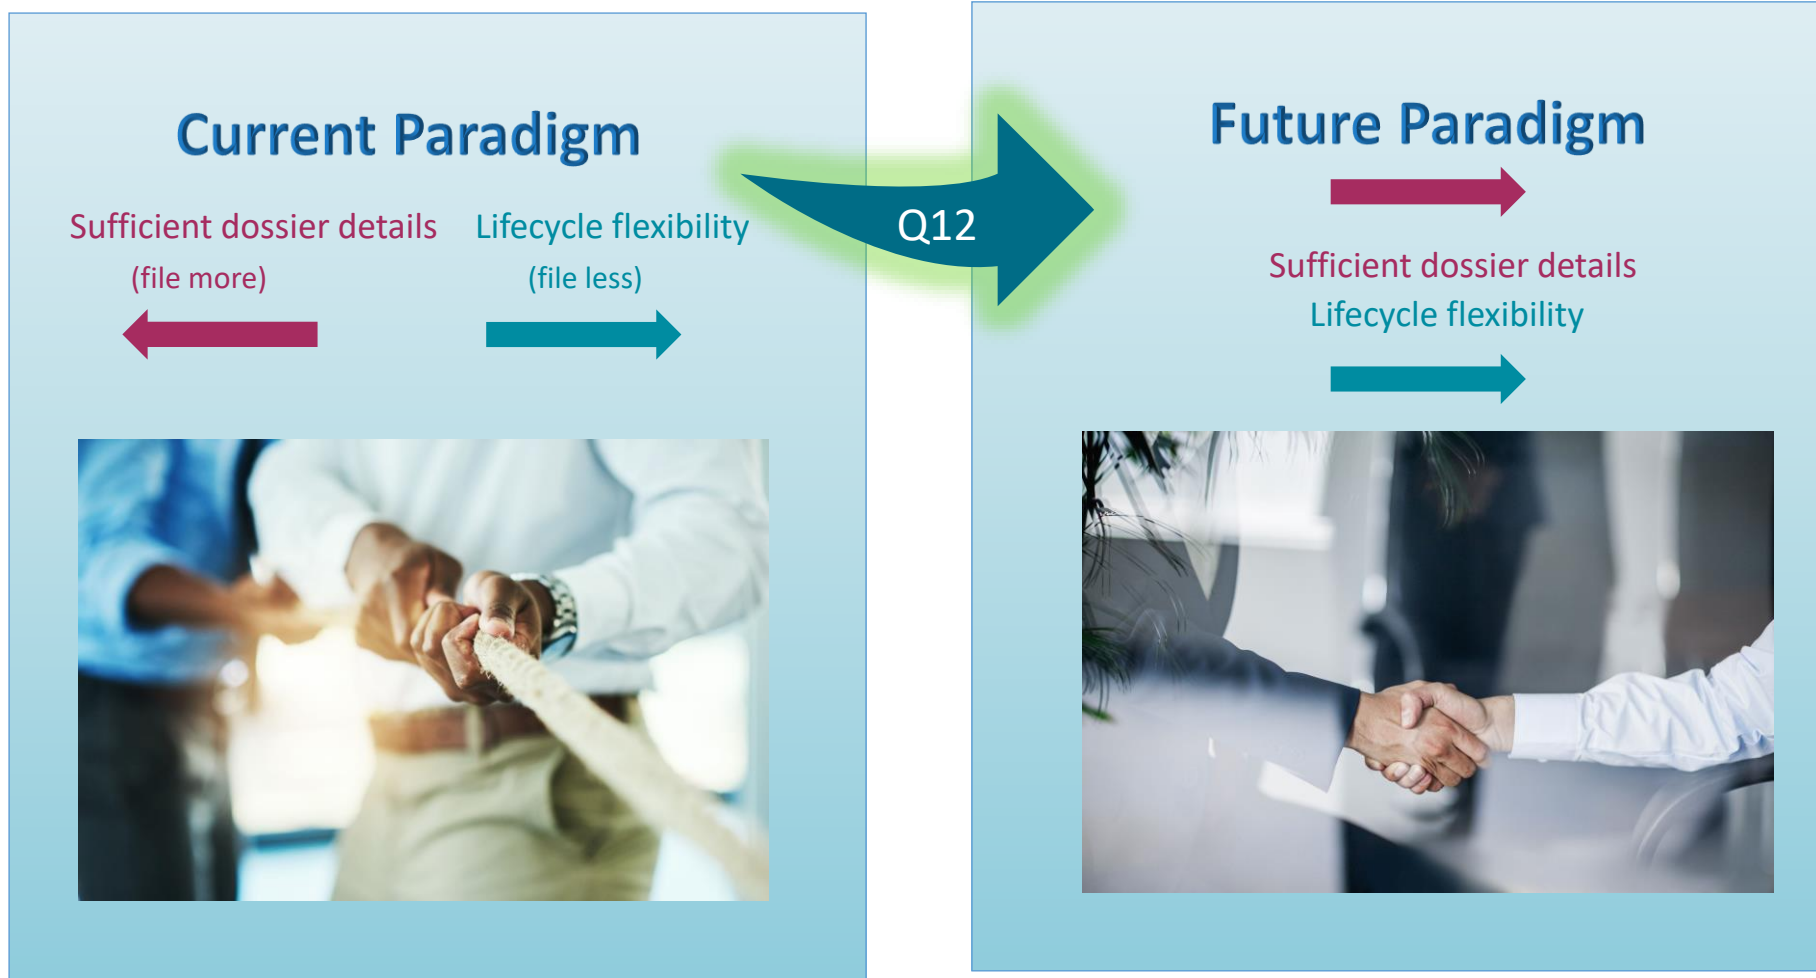 Current Paradigm
Sufficient dossier details
(file more)
Lifecycle flexibility
(file less)
Q12
Future Paradigm
Sufficient dossier details
Lifecycle flexibility